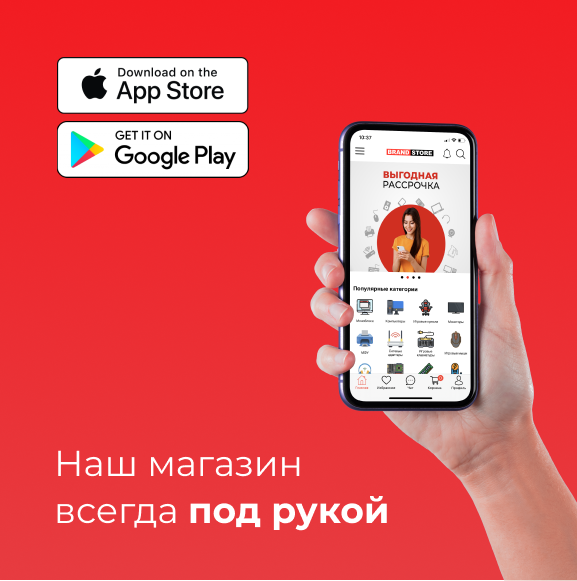 Download on the
App Store
GET IT ON
Google Play
10:37
BRAND STORE
ВЫГОДНАЯ
РАССРОЧКА
Популярные категории
Моноблоки
Компьютеры
Игровые кресла
Мониторы
МФУ
Сетевые
адаптеры
Игровые
клавиатуры
Главная
Избранное
Чат
Корзина
Профиль
Наш магазин
всегда под рукой